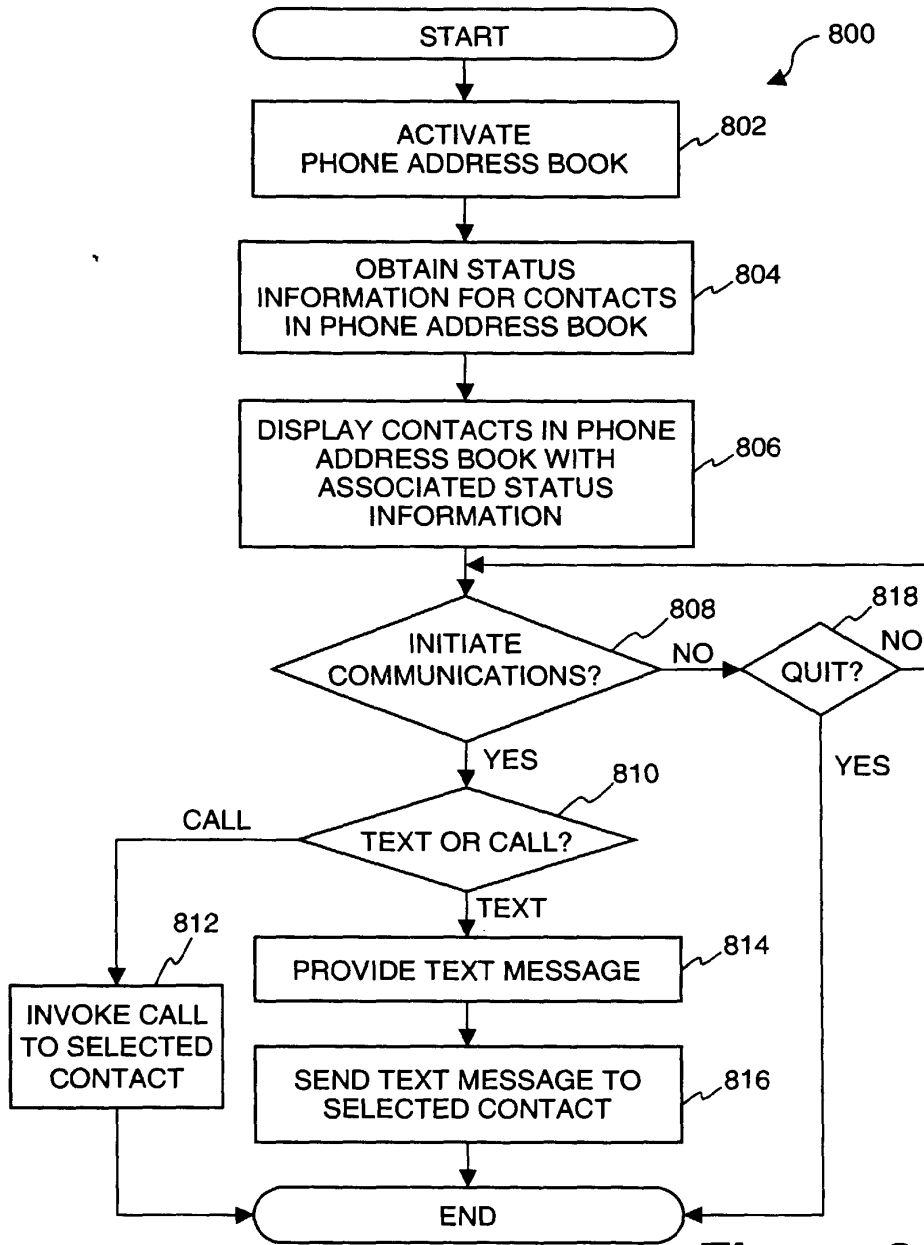 START
800
ACTIVATE
PHONE ADDRESS BOOK
802
OBTAIN STATUS
INFORMATION FOR CONTACTS
IN PHONE ADDRESS BOOK
804
DISPLAY CONTACTS IN PHONE
ADDRESS BOOK WITH
ASSOCIATED STATUS
INFORMATION
806
INITIATE
COMMUNICATIONS?
808
NO
QUIT?
818
NO
YES
YES
TEXT OR CALL?
810
CALL
TEXT
812
INVOKE CALL
TO SELECTED
CONTACT
PROVIDE TEXT MESSAGE
814
SEND TEXT MESSAGE TO
SELECTED CONTACT
816
END